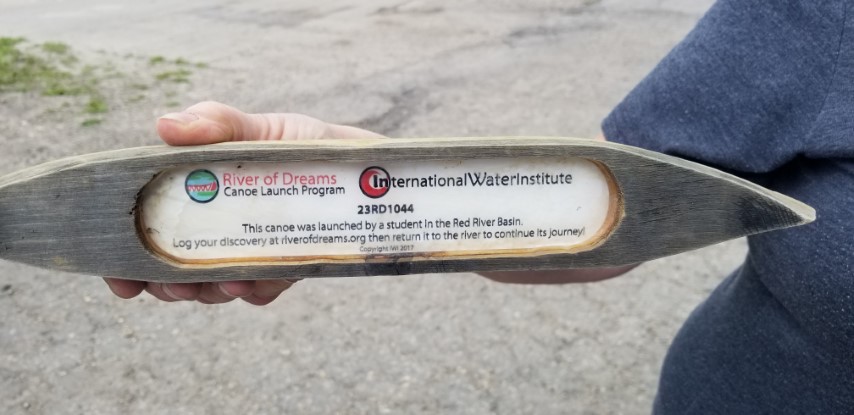 River of Dreams
Canoe Launch Program
InternationalWaterInstitute
23RD1044
This canoe was launched by a student in the Red River Basin.
Log your discovery at riverofdreams.org then return it to the river to continue its journey!
Copyright IWI 2017